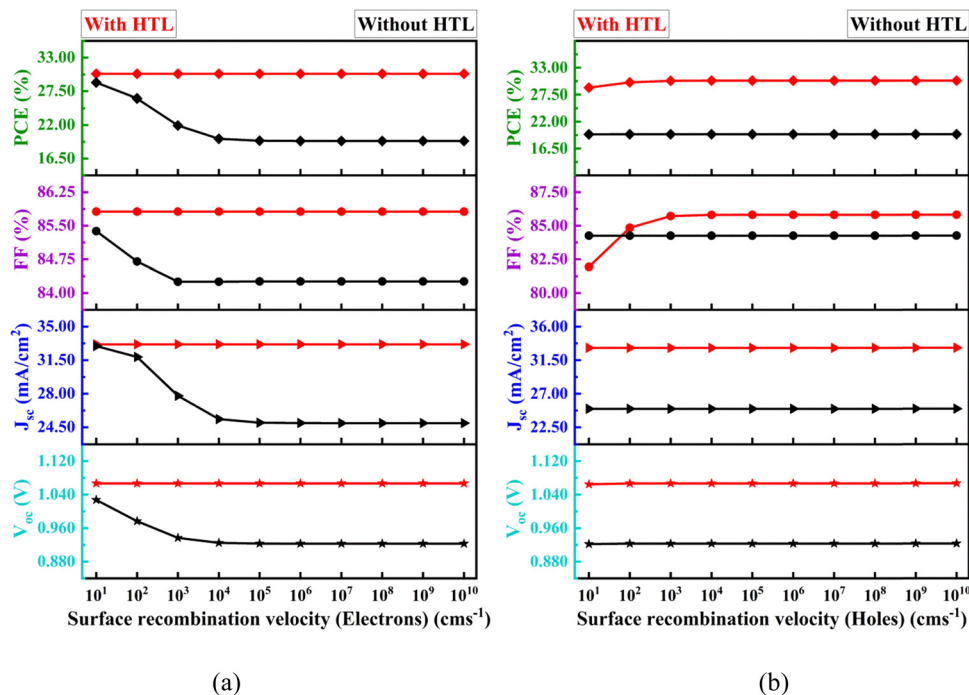 With HTL Without HTL
PCE (%)
33.00
27.50
22.00
16.50
FF (%)
86.25
85.50
84.75
84.00
J_sc (mA/cm²)
35.00
31.50
28.00
24.50
V_oc (V)
1.120
1.040
0.960
0.880
10¹ 10² 10³ 10⁴ 10⁵ 10⁶ 10⁷ 10⁸ 10⁹ 10¹⁰
Surface recombination velocity (Electrons) (cms⁻¹)
(a)
With HTL Without HTL
PCE (%)
33.00
27.50
22.00
16.50
FF (%)
87.50
85.00
82.50
80.00
J_sc (mA/cm²)
36.00
31.50
27.00
22.50
V_oc (V)
1.120
1.040
0.960
0.880
10¹ 10² 10³ 10⁴ 10⁵ 10⁶ 10⁷ 10⁸ 10⁹ 10¹⁰
Surface recombination velocity (Holes) (cms⁻¹)
(b)